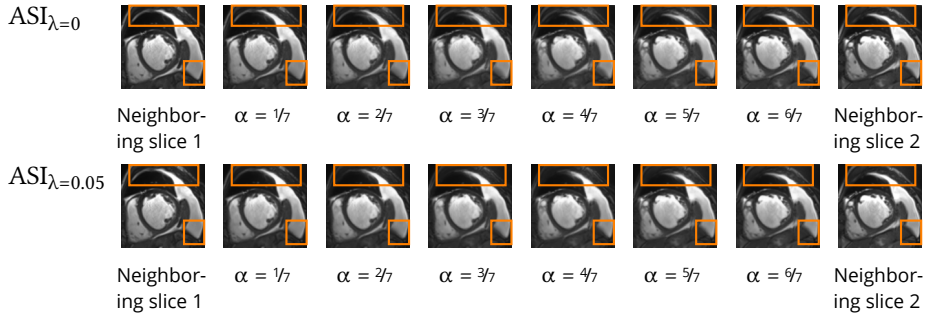 ASIλ=0
Neighbor-
ing slice 1
α = 1/7
α = 2/7
α = 3/7
α = 4/7
α = 5/7
α = 6/7
Neighbor-
ing slice 2
ASIλ=0.05
Neighbor-
ing slice 1
α = 1/7
α = 2/7
α = 3/7
α = 4/7
α = 5/7
α = 6/7
Neighbor-
ing slice 2